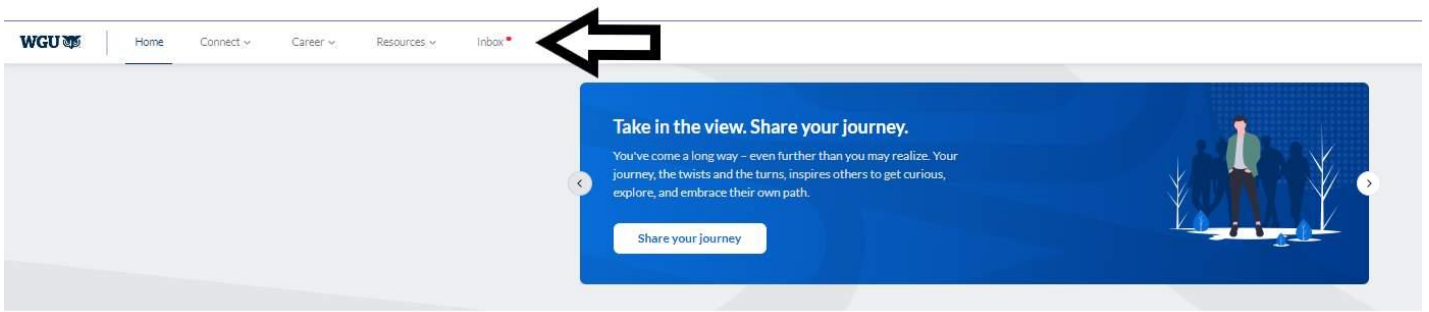 WGU Home Connect Career Resources Inbox
Take in the view. Share your journey.
You've come a long way – even further than you may realize. Your
journey, the twists and the turns, inspires others to get curious,
explore, and embrace their own path.
Share your journey